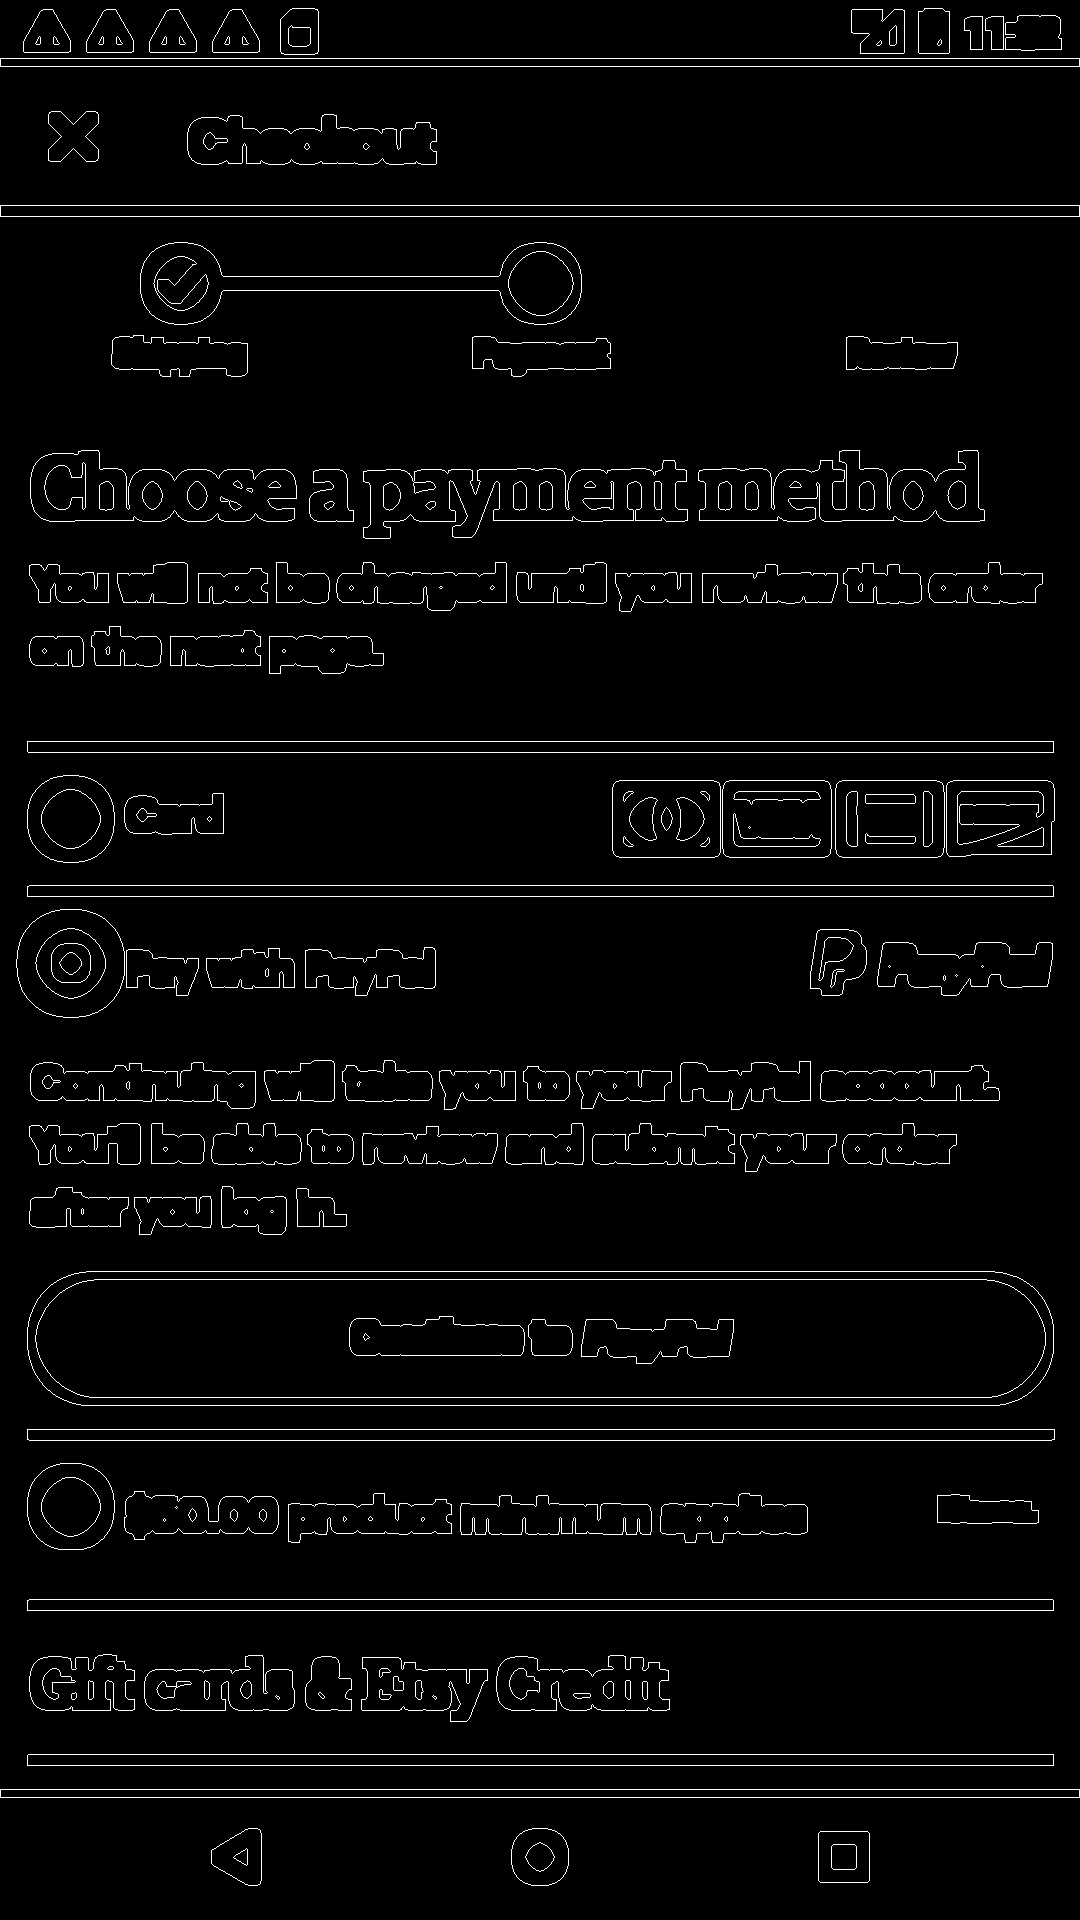 11:32
Checkout
Shipping Payment Review
Choose a payment method
You will not be charged until you review this order
on the next page.
Card
Pay with PayPal PayPal
Continuing will take you to your PayPal account.
You'll be able to review and submit your order
after you log in.
Continue to PayPal
$50.00 product minimum applies
Gift cards & Etsy Credit